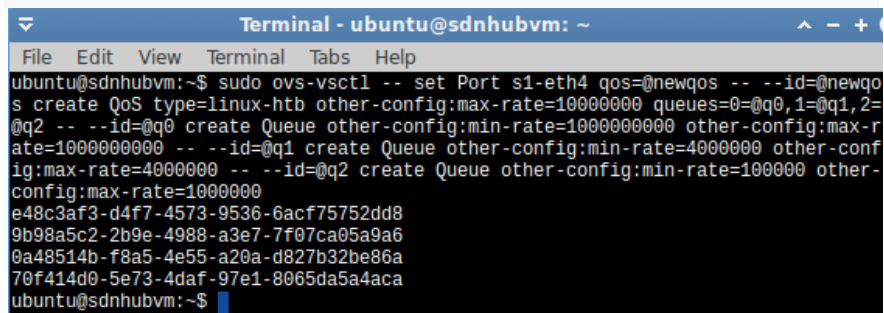 Terminal - ubuntu@sdnhubvm: ~
File Edit View Terminal Tabs Help
ubuntu@sdnhubvm:~$ sudo ovs-vsctl -- set Port s1-eth4 qos=@newqos -- --id=@newqo
s create QoS type=linux-htb other-config:max-rate=10000000 queues=0=@q0,1=@q1,2=
@q2 -- --id=@q0 create Queue other-config:min-rate=1000000000 other-config:max-r
ate=1000000000 -- --id=@q1 create Queue other-config:min-rate=4000000 other-conf
ig:max-rate=4000000 -- --id=@q2 create Queue other-config:min-rate=100000 other-
config:max-rate=1000000
e48c3af3-d4f7-4573-9536-6acf75752dd8
9b98a5c2-2b9e-4988-a3e7-7f07ca05a9a6
0a48514b-f8a5-4e55-a20a-d827b32be86a
70f414d0-5e73-4daf-97e1-8065da5a4aca
ubuntu@sdnhubvm:~$